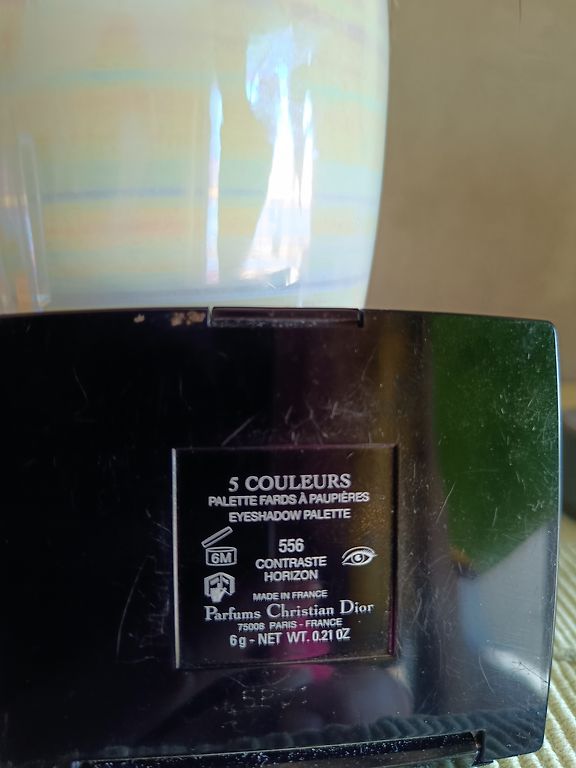 5 COULEURS
PALETTE FARDS À PAUPIÈRES
EYESHADOW PALETTE
6M
556
CONTRASTE
HORIZON
MADE IN FRANCE
Parfums Christian Dior
75008 PARIS - FRANCE
6 g - NET WT. 0.21 OZ